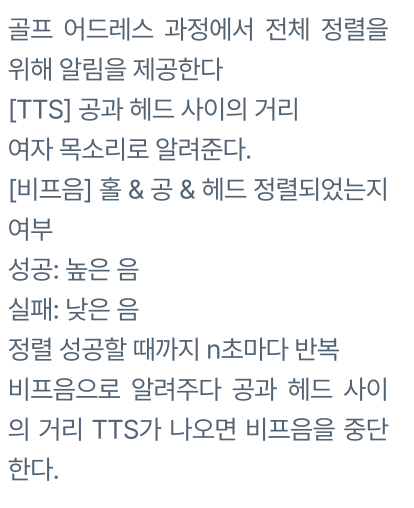 골프 어드레스 과정에서 전체 정렬을
위해 알림을 제공한다
[TTS] 공과 헤드 사이의 거리
여자 목소리로 알려준다.
[비프음] 홀 & 공 & 헤드 정렬되었는지
여부
성공: 높은 음
실패: 낮은 음
정렬 성공할 때까지 n초마다 반복
비프음으로 알려주다 공과 헤드 사이
의 거리 TTS가 나오면 비프음을 중단
한다.